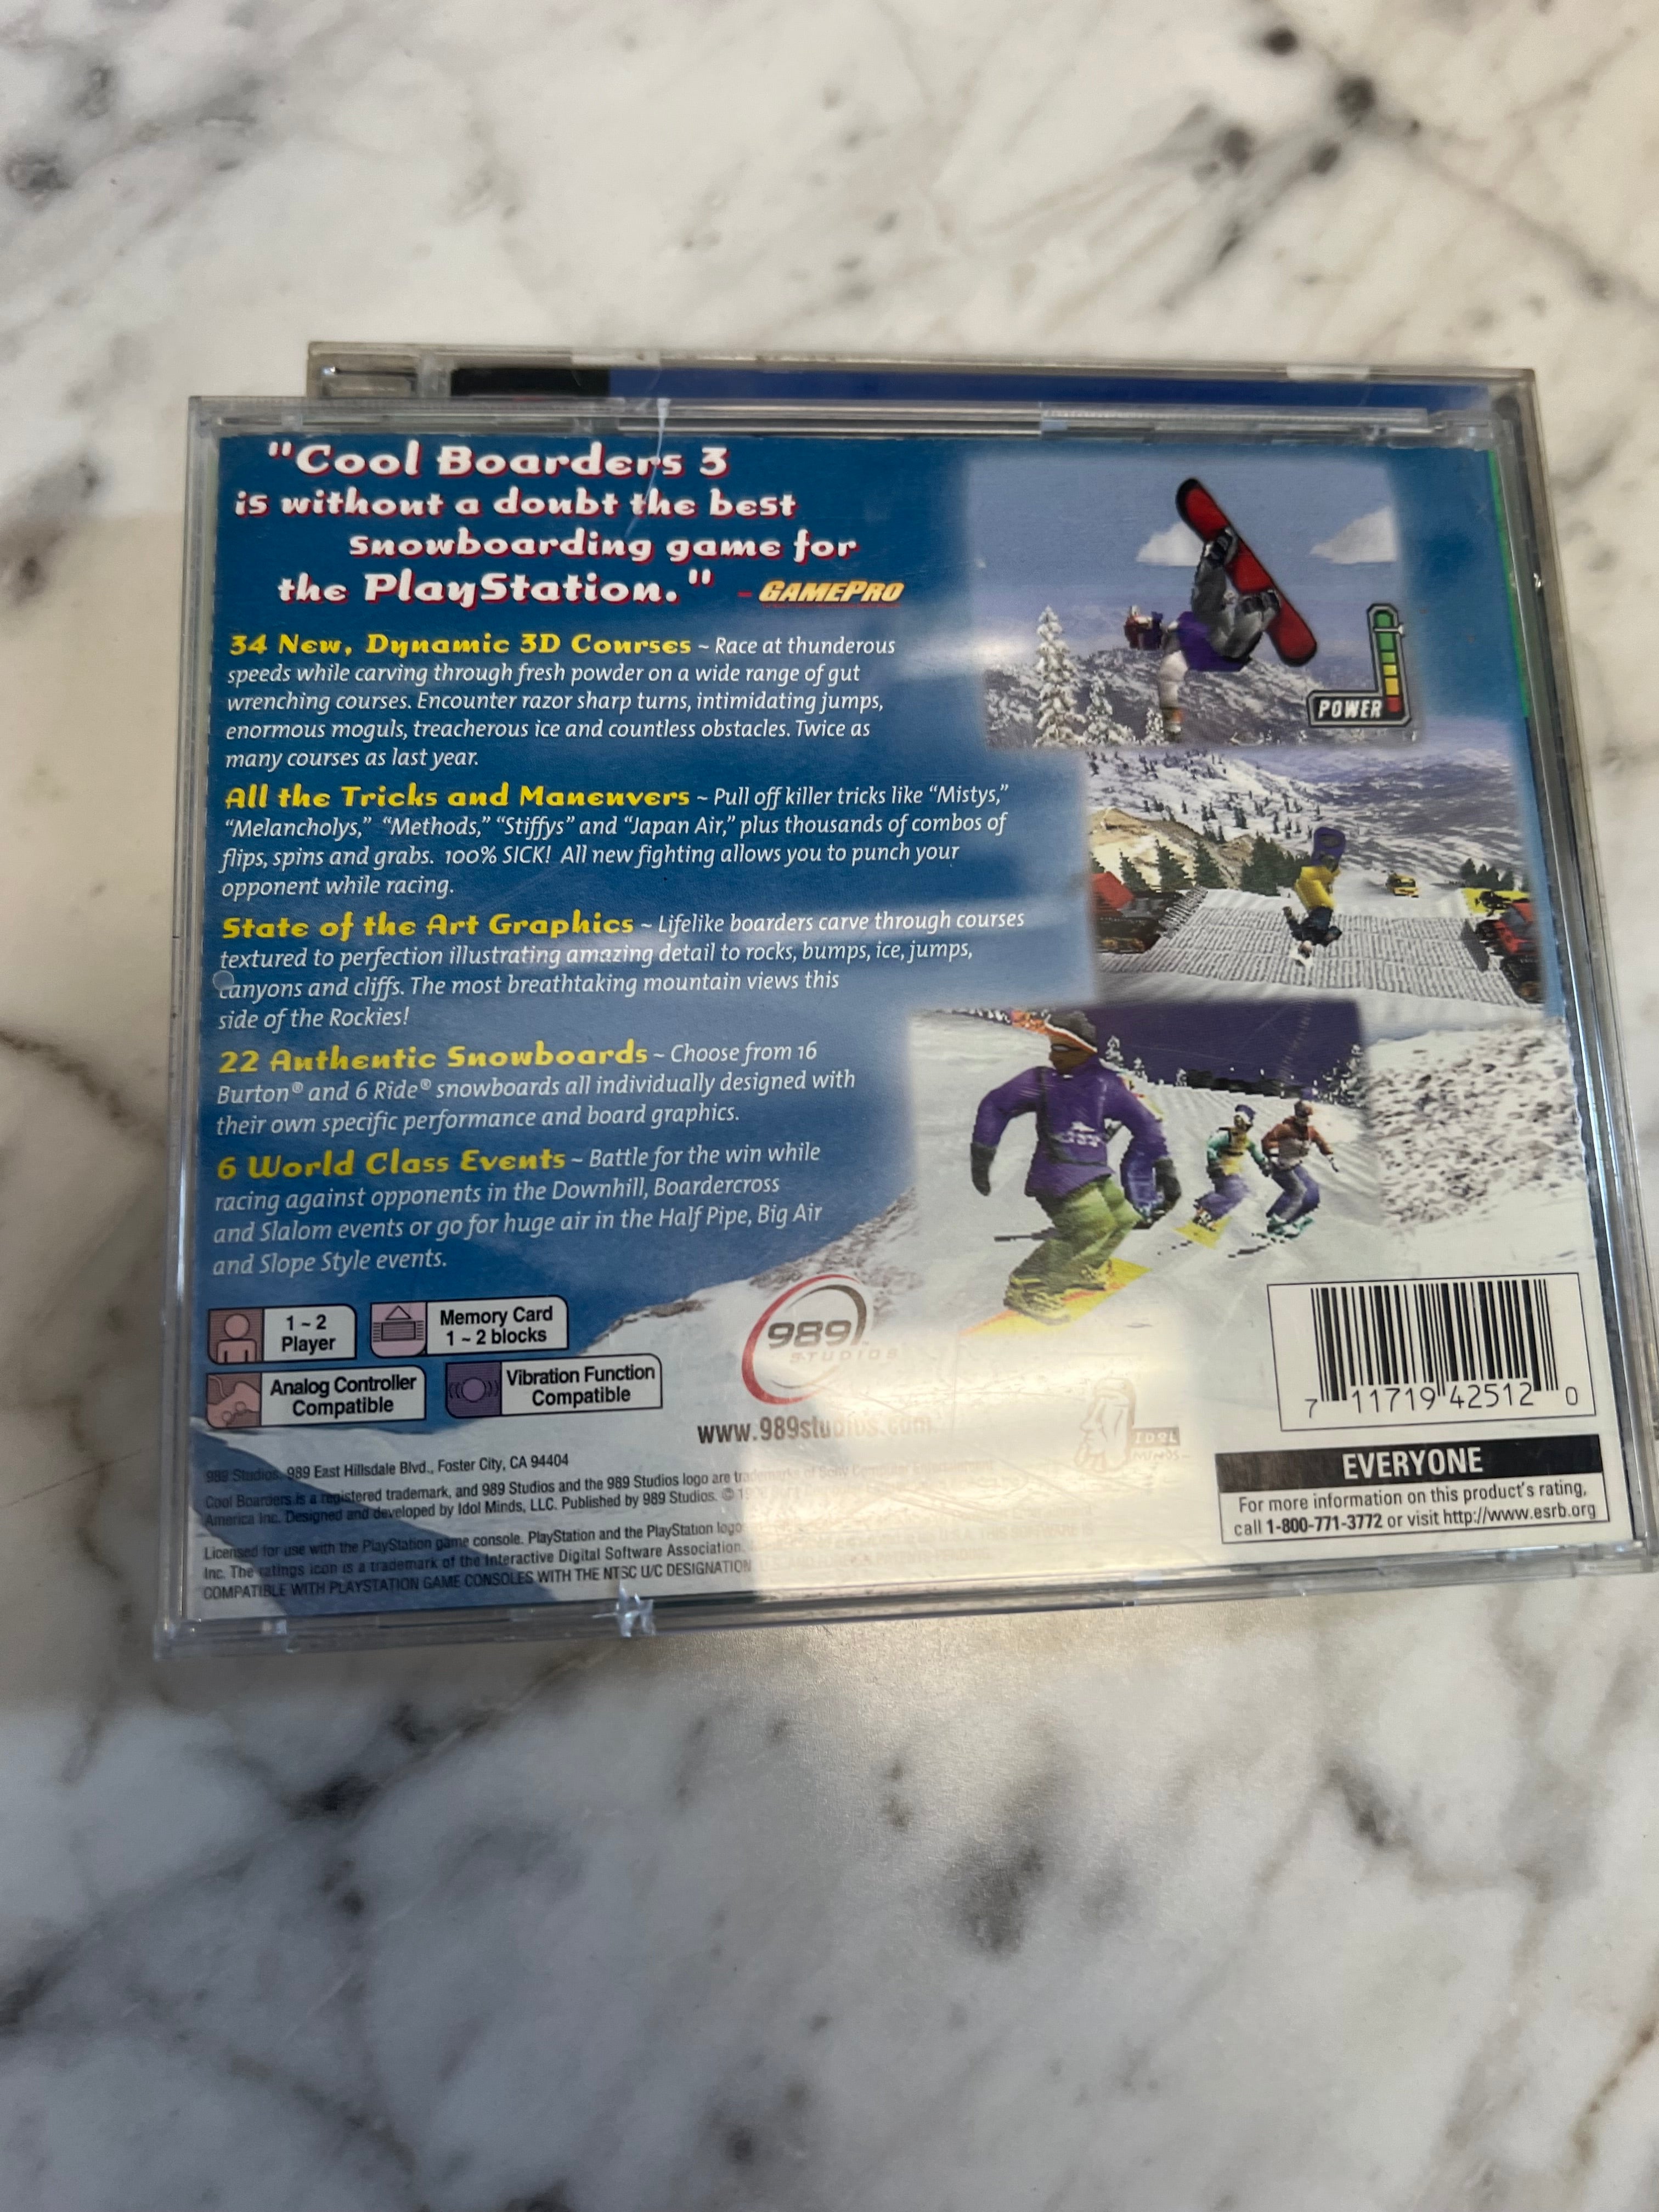 "Cool Boarders 3
is without a doubt the best
snowboarding game for
the PlayStation." - GAMEPRO
34 New, Dynamic 3D Courses ~ Race at thunderous
speeds while carving through fresh powder on a wide range of gut
wrenching courses. Encounter razor sharp turns, intimidating jumps,
enormous moguls, treacherous ice and countless obstacles. Twice as
many courses as last year.
All the Tricks and Maneuvers ~ Pull off killer tricks like “Mistys,”
“Melancholys,” “Methods,” “Stiffys” and “Japan Air,” plus thousands of combos of
flips, spins and grabs. 100% SICK! All new fighting allows you to punch your
opponent while racing.
State of the Art Graphics ~ Lifelike boarders carve through courses
textured to perfection illustrating amazing detail to rocks, bumps, ice, jumps,
canyons and cliffs. The most breathtaking mountain views this
side of the Rockies!
22 Authentic Snowboards ~ Choose from 16
Burton® and 6 Ride® snowboards all individually designed with
their own specific performance and board graphics.
6 World Class Events ~ Battle for the win while
racing against opponents in the Downhill, Boardercross
and Slalom events or go for huge air in the Half Pipe, Big Air
and Slope Style events.
POWER
1 ~ 2
Player
Memory Card
1 ~ 2 blocks
Analog Controller
Compatible
Vibration Function
Compatible
989
STUDIOS
www.989studios.com
IDOL
MINDS
7 11719 42512 0
EVERYONE
For more information on this product's rating,
call 1-800-771-3772 or visit http://www.esrb.org
989 Studios, 989 East Hillsdale Blvd., Foster City, CA 94404
Cool Boarders is a registered trademark, and 989 Studios and the 989 Studios logo are trademarks of Sony
America Inc. Designed and developed by Idol Minds, LLC. Published by 989 Studios. ©
Licensed for use with the PlayStation game console. PlayStation and the PlayStation logo
Inc. The ratings icon is a trademark of the Interactive Digital Software Association.
COMPATIBLE WITH PLAYSTATION GAME CONSOLES WITH THE NTSC U/C DESIGNATION